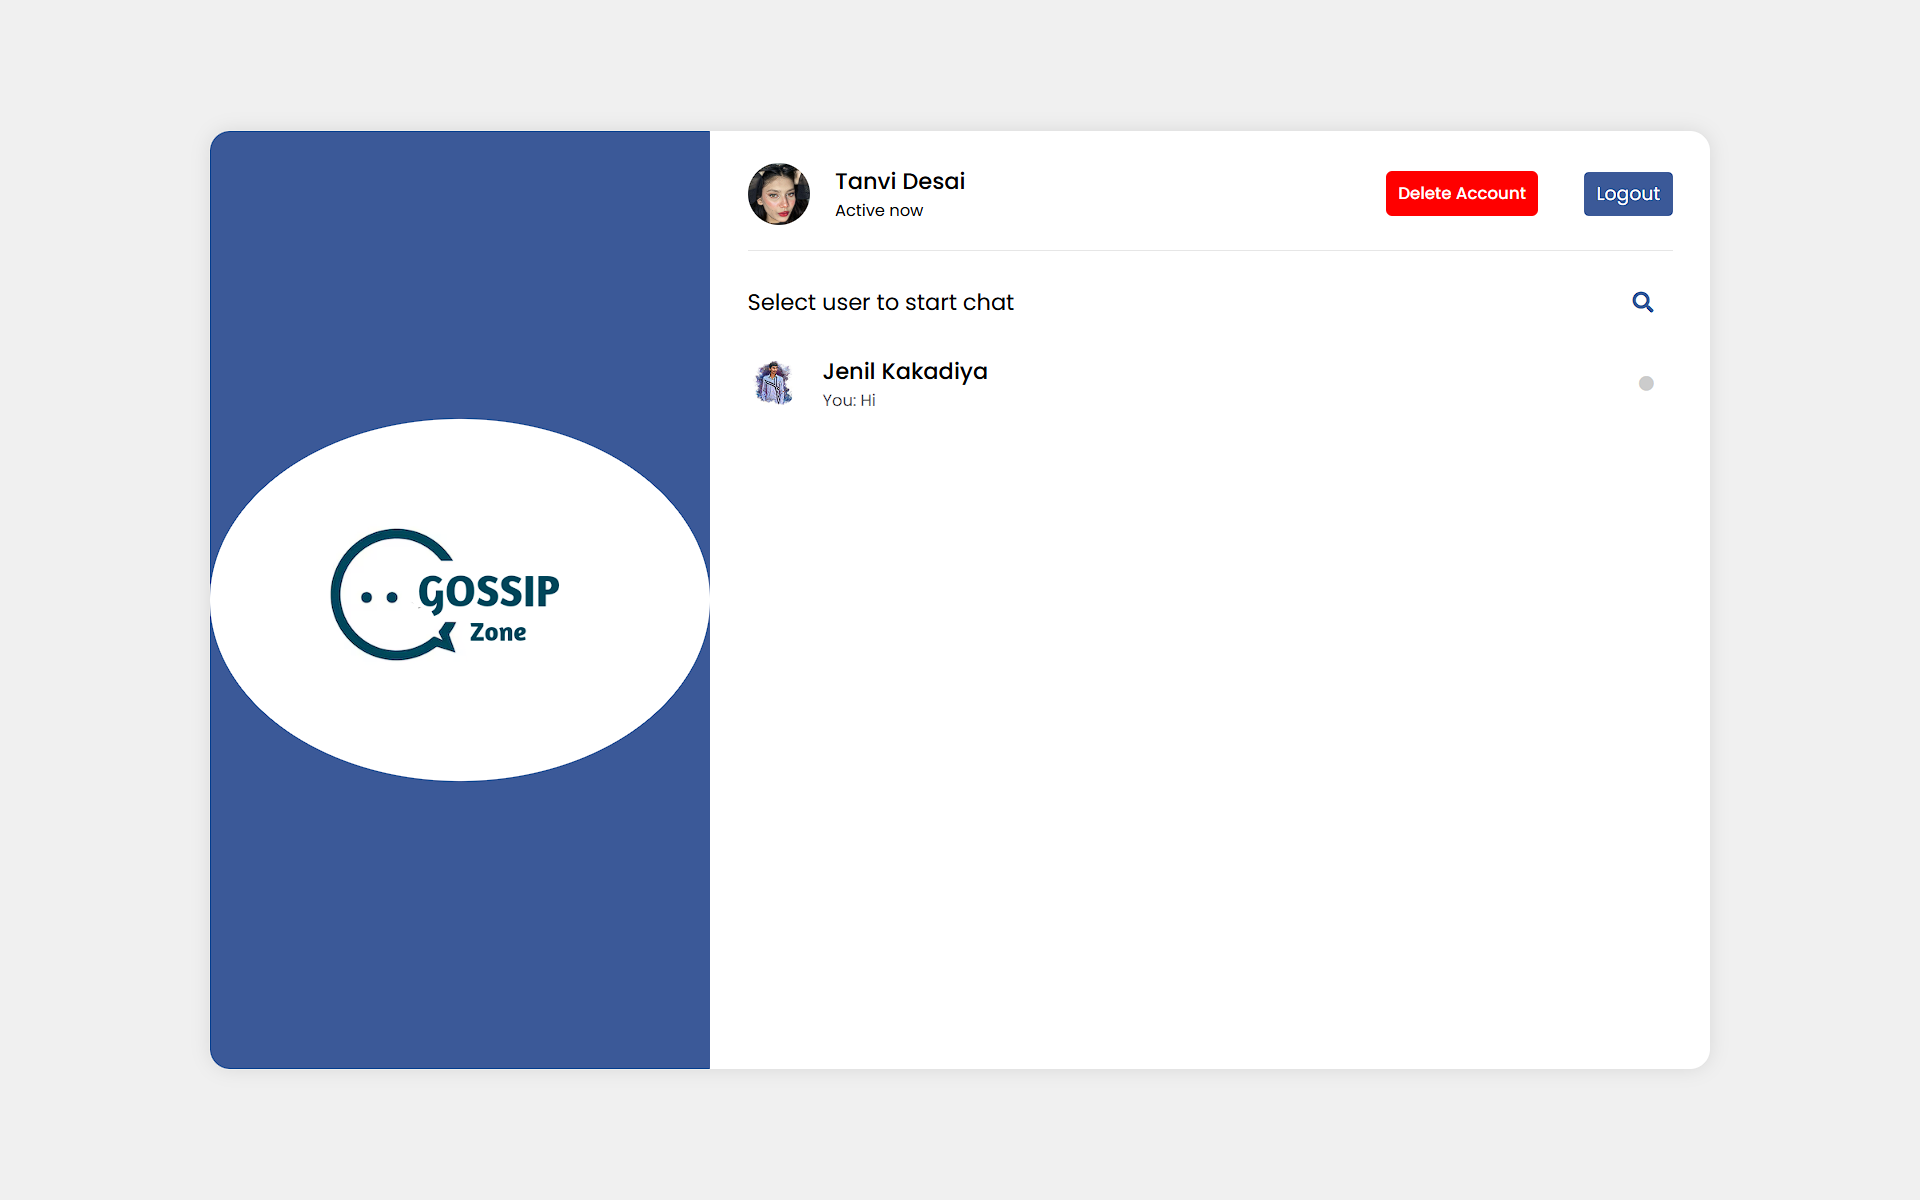 GOSSIP
Zone
Tanvi Desai
Active now
Delete Account
Logout
Select user to start chat
Jenil Kakadiya
You: Hi